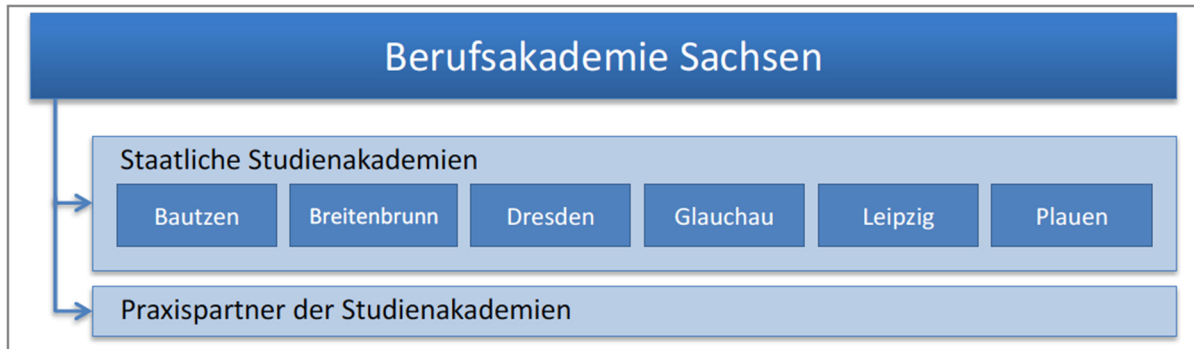 Berufsakademie Sachsen
Staatliche Studienakademien
Bautzen
Breitenbrunn
Dresden
Glauchau
Leipzig
Plauen
Praxispartner der Studienakademien